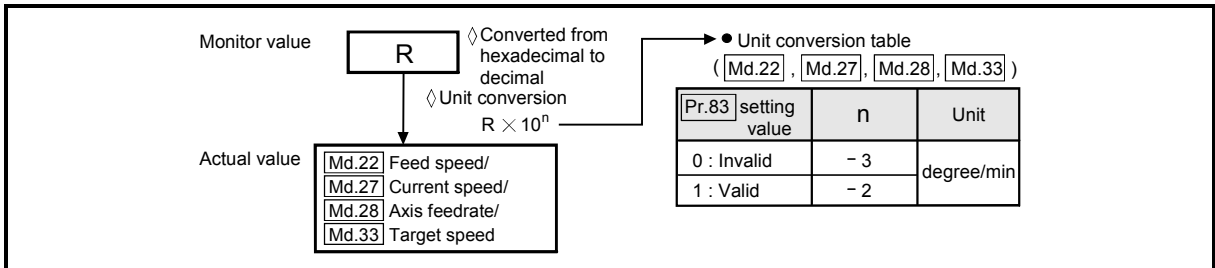 Monitor value
R
◊Converted from
hexadecimal to
decimal
◊Unit conversion
R × 10ⁿ
Actual value
Md.22 Feed speed/
Md.27 Current speed/
Md.28 Axis feedrate/
Md.33 Target speed
● Unit conversion table
( Md.22 , Md.27 , Md.28 , Md.33 )
Pr.83 setting
value
n
Unit
0 : Invalid
− 3
degree/min
1 : Valid
− 2